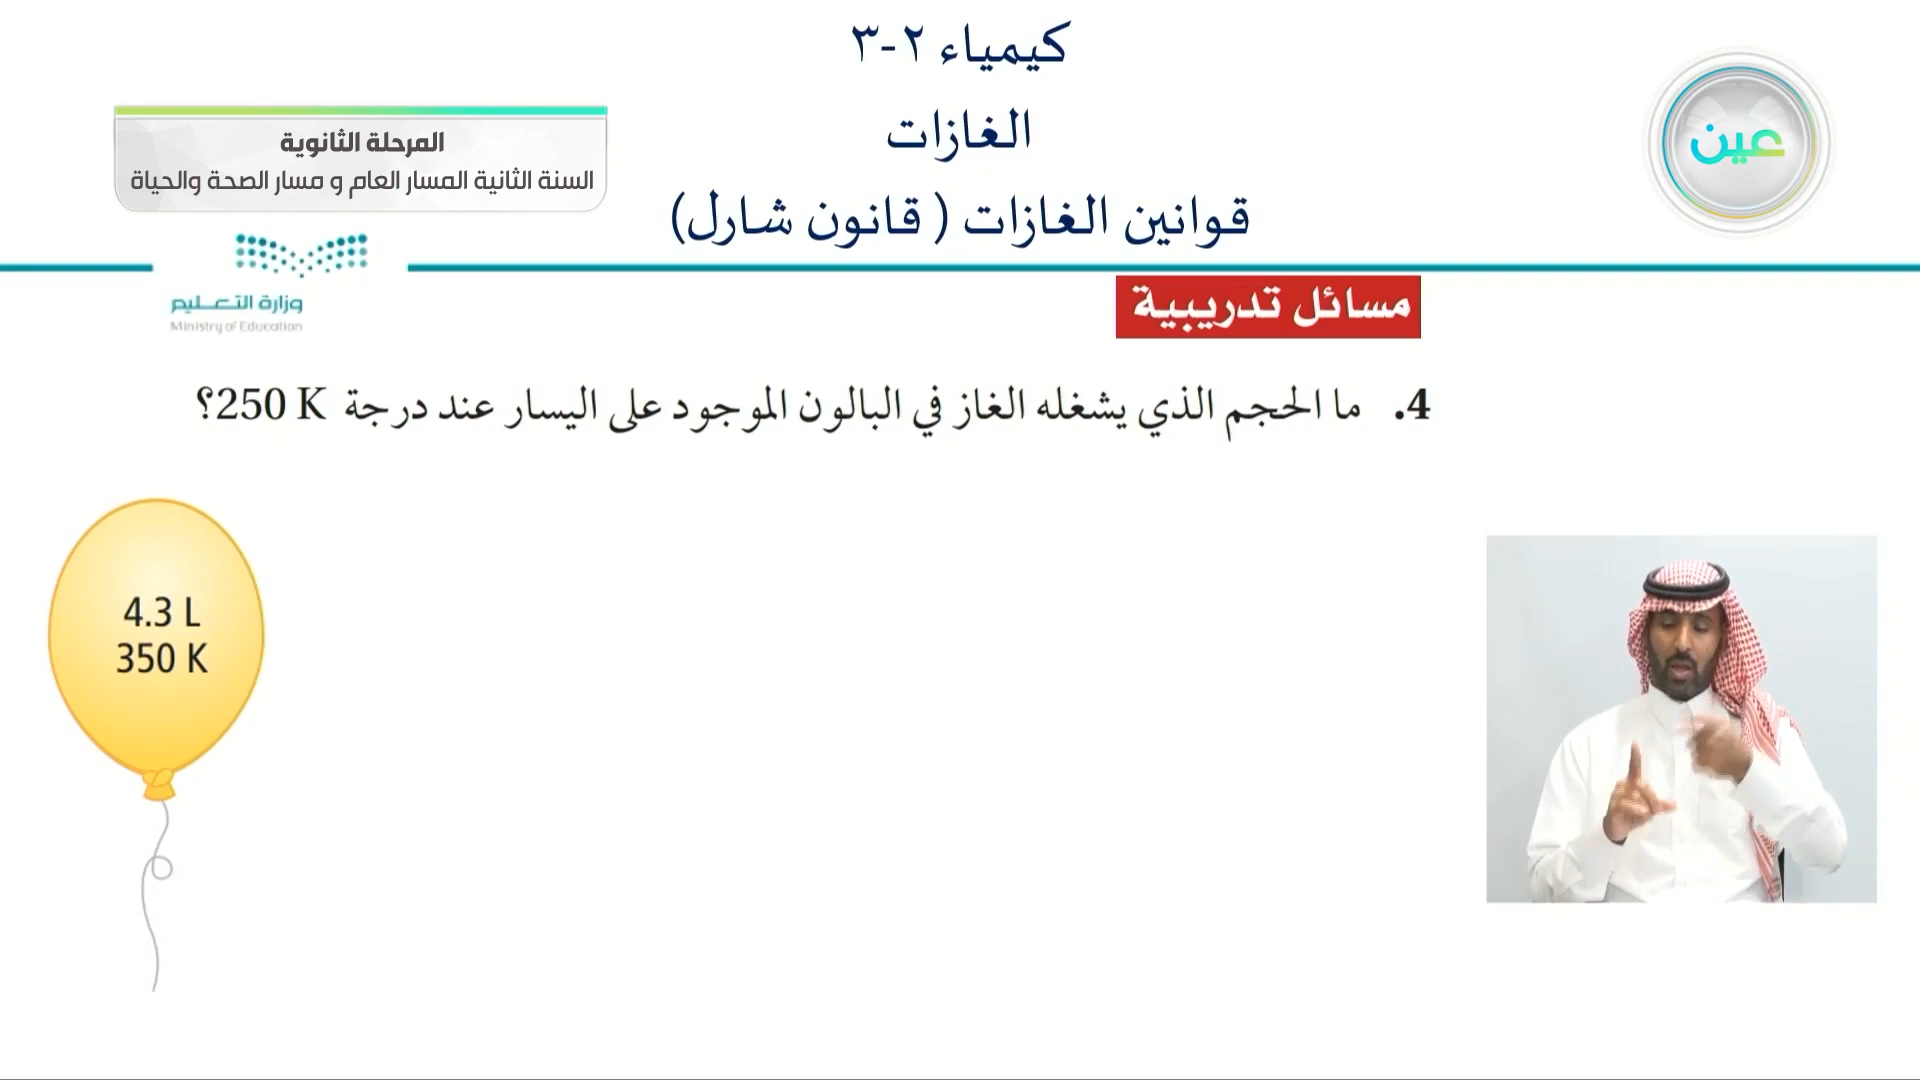 كيمياء ٢-٣
الغازات
قوانين الغازات ( قانون شارل)
عين
المرحلة الثانوية
السنة الثانية المسار العام و مسار الصحة والحياة
وزارة التعليم
Ministry of Education
مسائل تدريبية
4. ما الحجم الذي يشغله الغاز في البالون الموجود على اليسار عند درجة 250 K؟
4.3 L
350 K